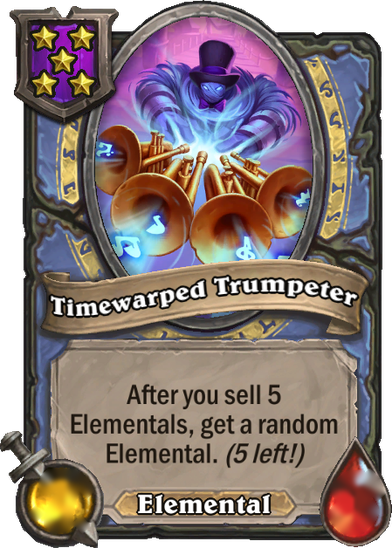 Timewarped Trumpeter
After you sell 5
Elementals, get a random
Elemental. (5 left!)
Elemental